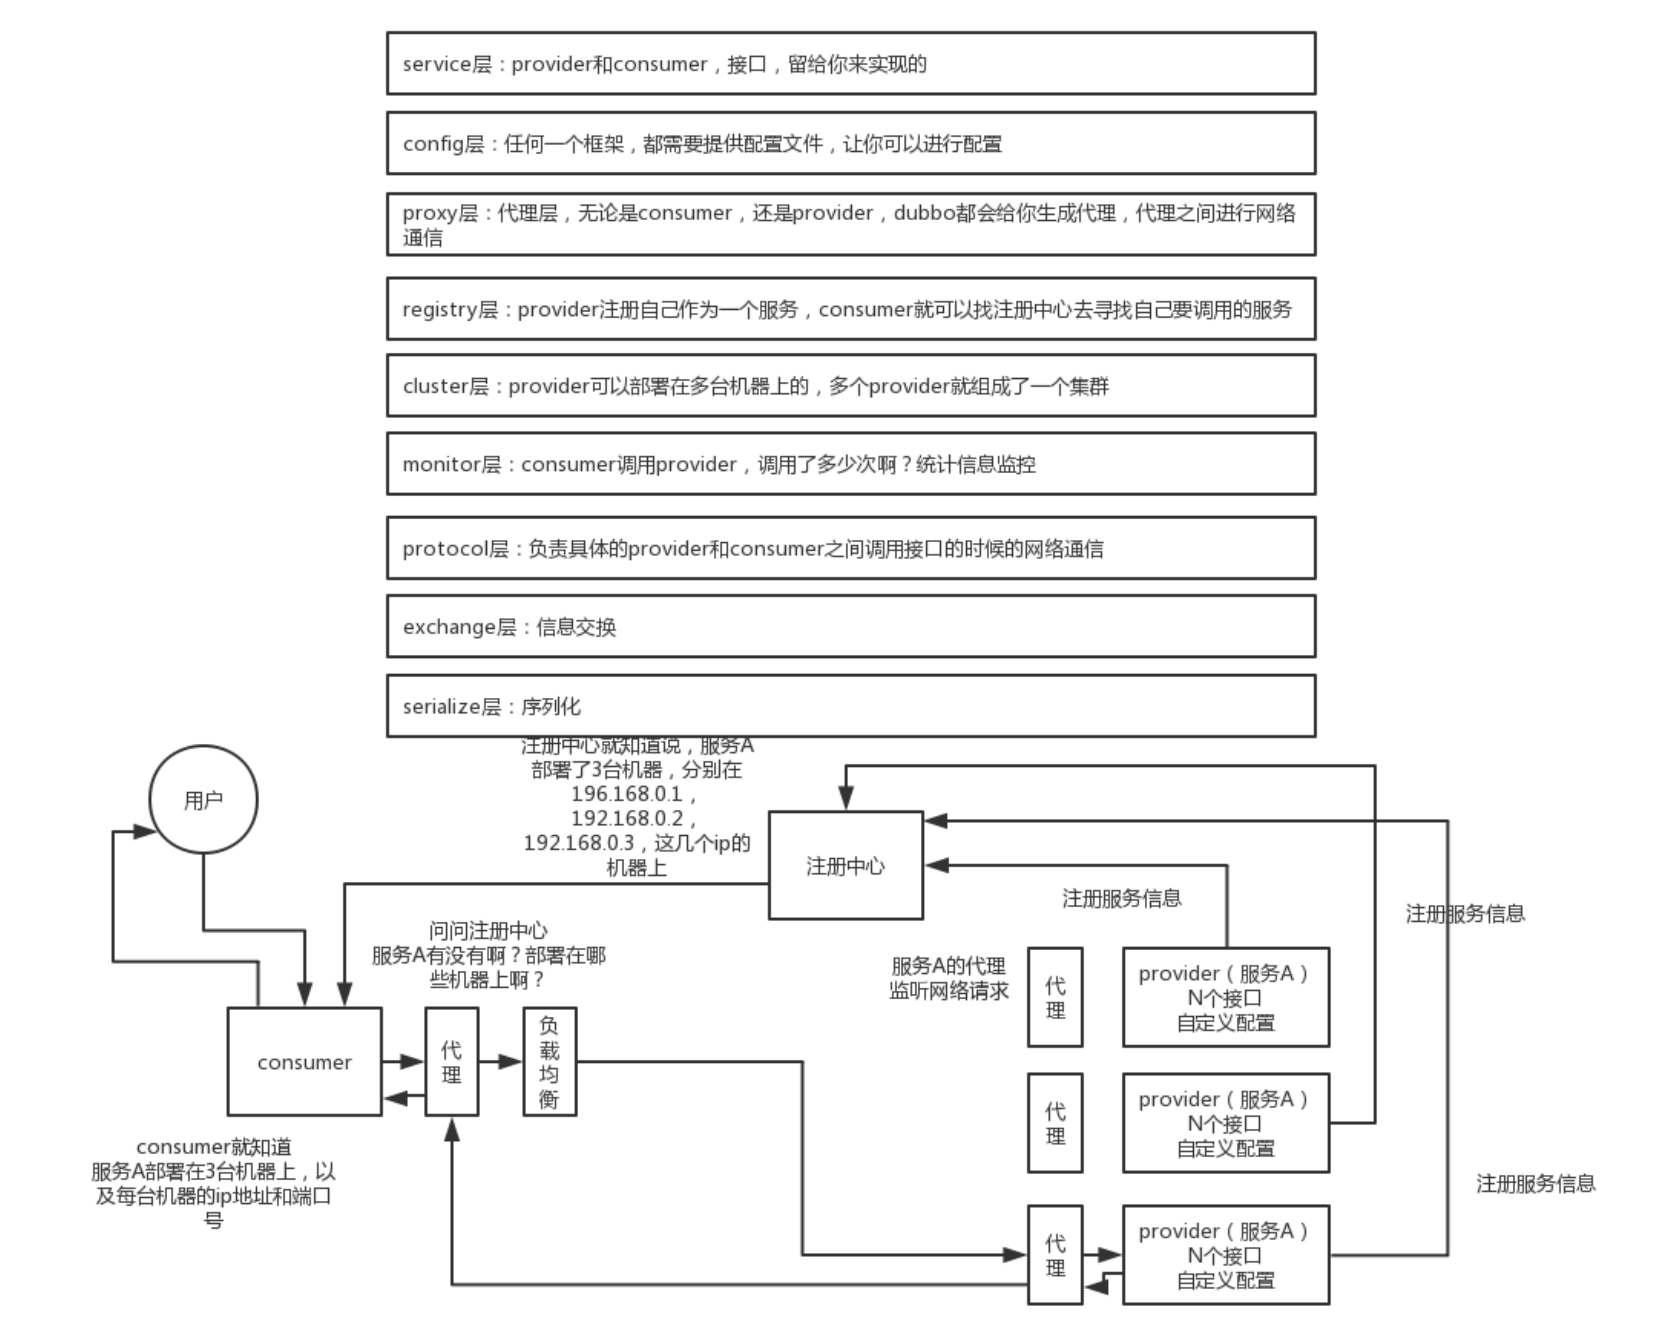 service层：provider和consumer，接口，留给你来实现的
config层：任何一个框架，都需要提供配置文件，让你可以进行配置
proxy层：代理层，无论是consumer，还是provider，dubbo都会给你生成代理，代理之间进行网络
通信
registry层：provider注册自己作为一个服务，consumer就可以找注册中心去寻找自己要调用的服务
cluster层：provider可以部署在多台机器上的，多个provider就组成了一个集群
monitor层：consumer调用provider，调用了多少次啊？统计信息监控
protocol层：负责具体的provider和consumer之间调用接口的时候的网络通信
exchange层：信息交换
serialize层：序列化
注册中心就知道说，服务A
部署了3台机器，分别在
196.168.0.1，
192.168.0.2，
192.168.0.3，这几个ip的
机器上
用户
注册中心
注册服务信息
注册服务信息
问问注册中心
服务A有没有啊？部署在哪
些机器上啊？
服务A的代理
监听网络请求
代
理
provider（服务A）
N个接口
自定义配置
consumer
代
理
负
载
均
衡
代
理
provider（服务A）
N个接口
自定义配置
consumer就知道
服务A部署在3台机器上，以
及每台机器的ip地址和端口
号
注册服务信息
代
理
provider（服务A）
N个接口
自定义配置